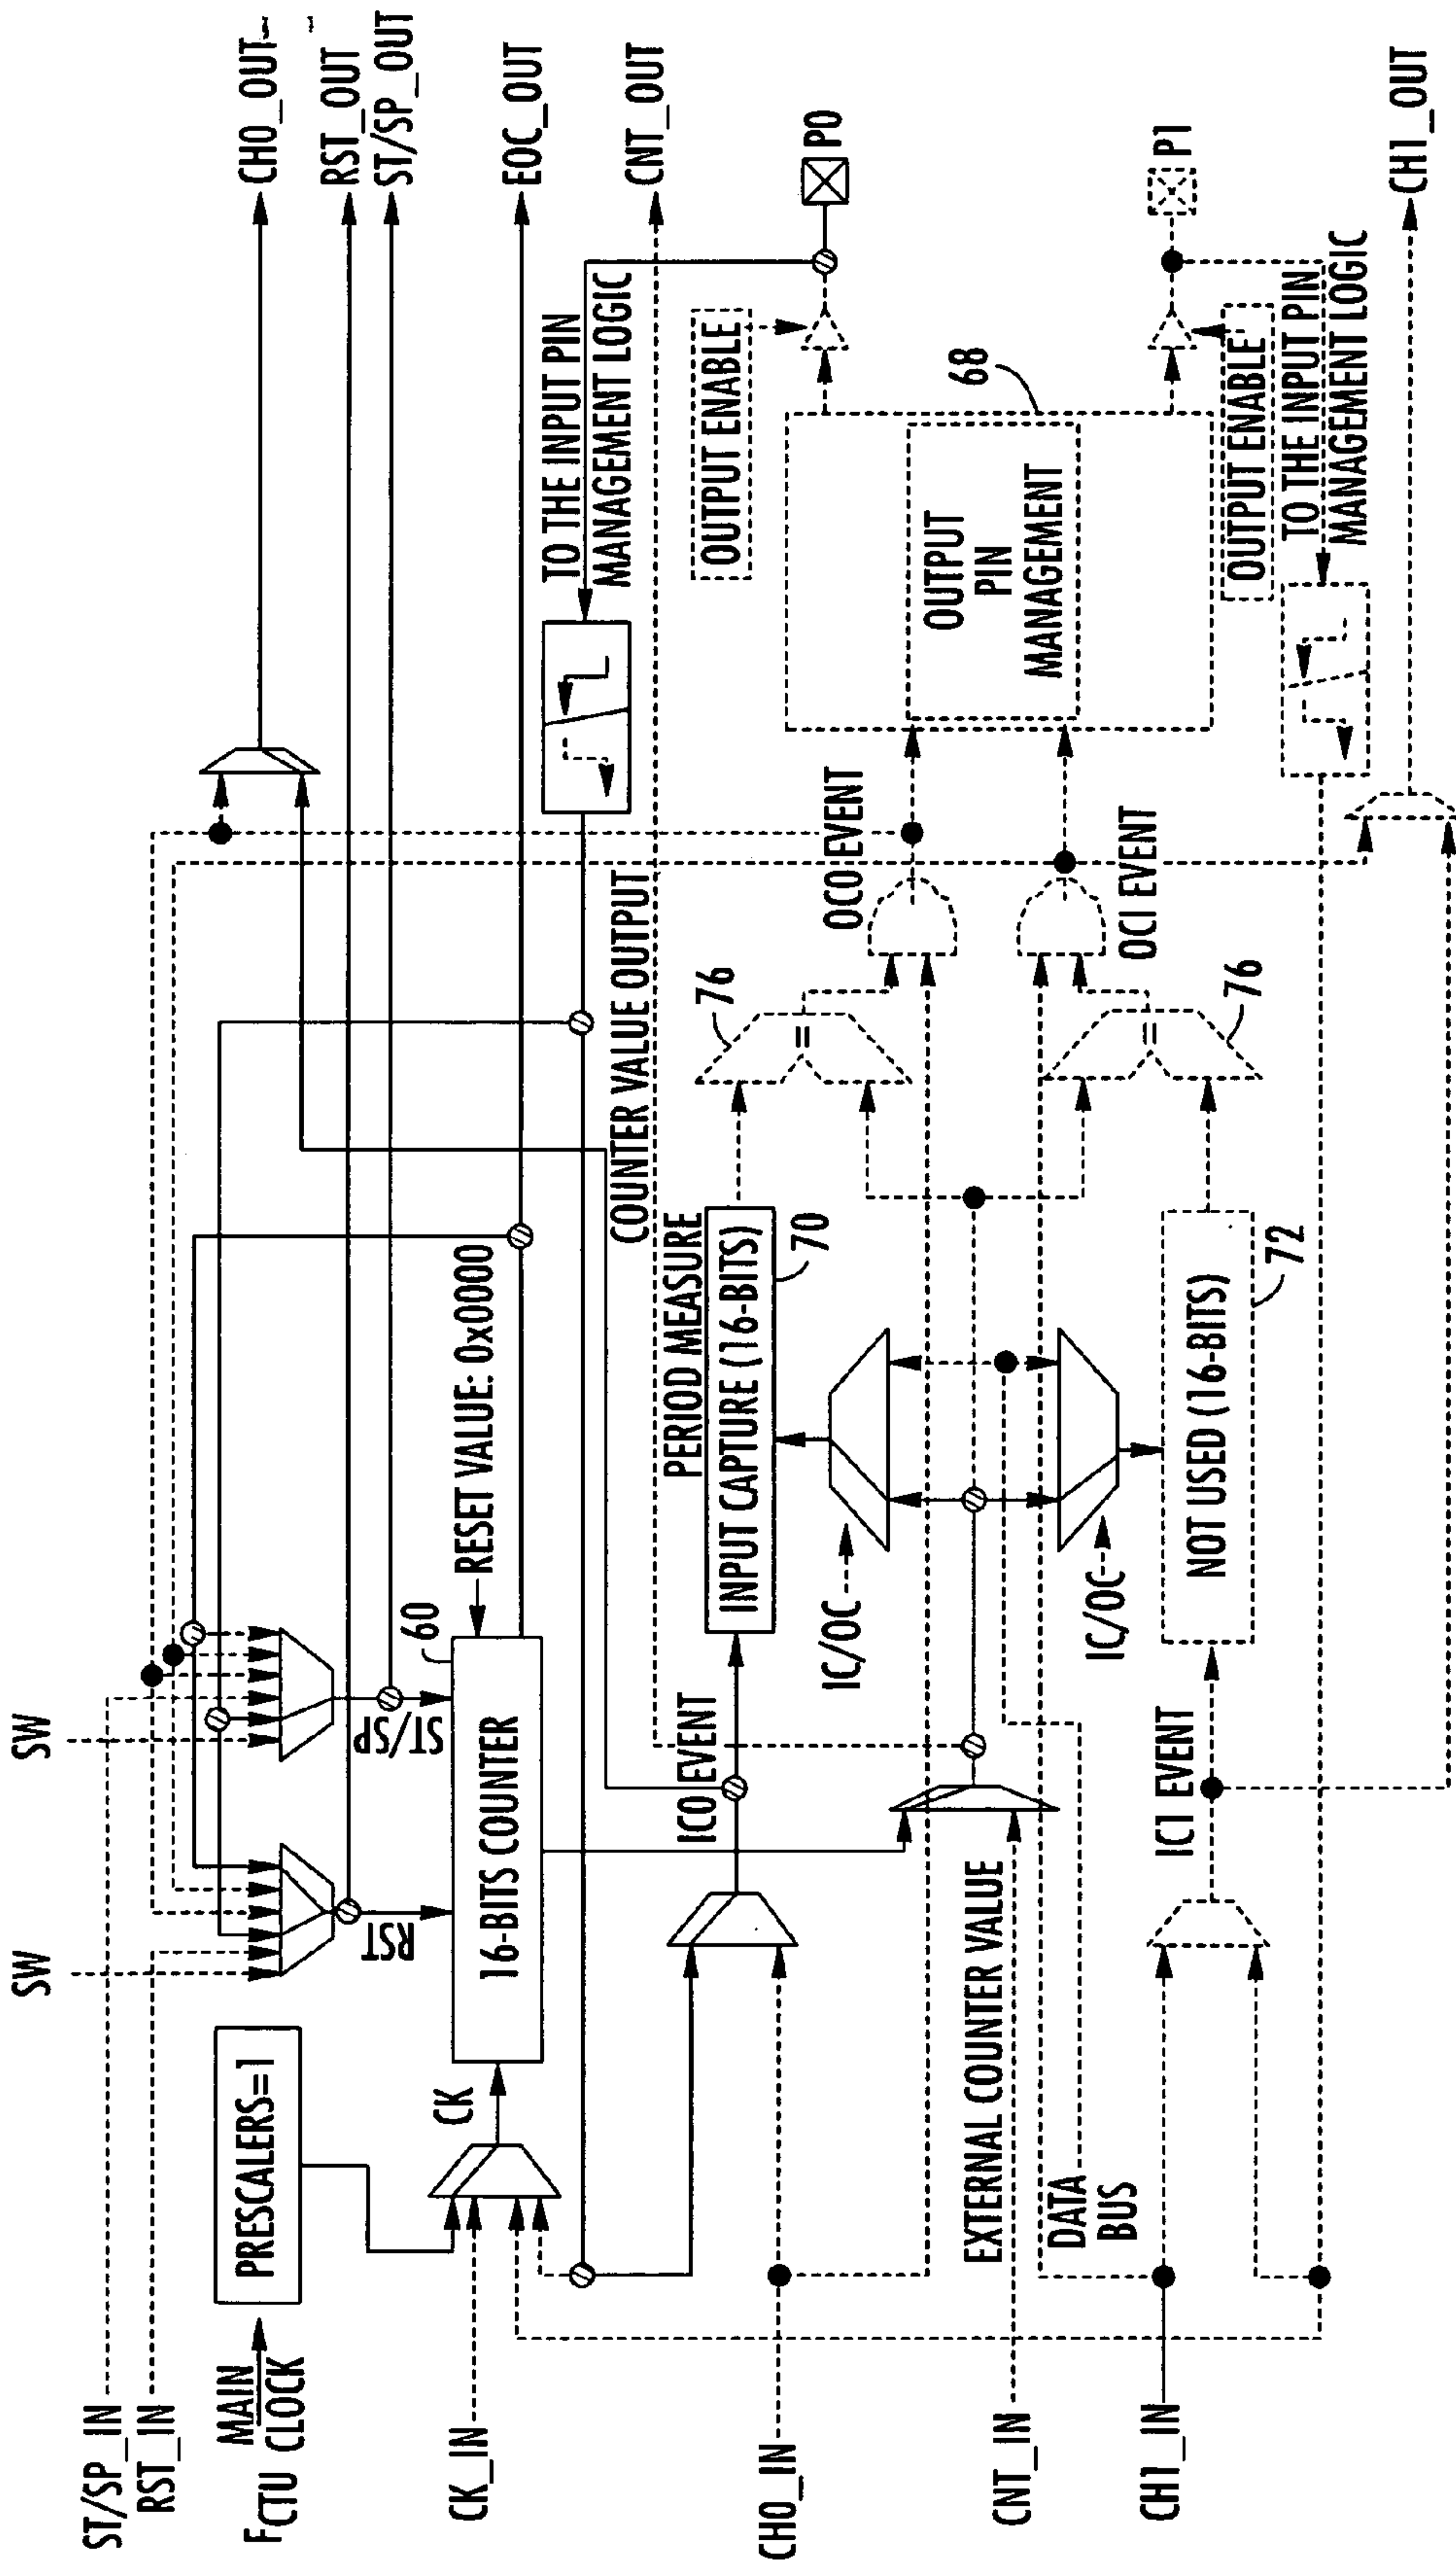 ST/SP_IN
RST_IN
SW
SW
FCTU
MAIN
CLOCK
PRESCALERS=1
CK_IN
CK
RST
ST/SP
60
16-BITS COUNTER
RESET VALUE: 0x0000
CH0_OUT
RST_OUT
ST/SP_OUT
EOC_OUT
CNT_OUT
COUNTER VALUE OUTPUT
TO THE INPUT PIN
MANAGEMENT LOGIC
OUTPUT ENABLE
P0
CH0_IN
IC0 EVENT
PERIOD MEASURE
INPUT CAPTURE (16-BITS)
70
IC/OC
76
=
OC0 EVENT
OUTPUT
PIN
MANAGEMENT
68
CNT_IN
EXTERNAL COUNTER VALUE
DATA
BUS
IC/OC
=
76
OC1 EVENT
CH1_IN
IC1 EVENT
NOT USED (16-BITS)
72
P1
OUTPUT ENABLE
TO THE INPUT PIN
MANAGEMENT LOGIC
CH1_OUT